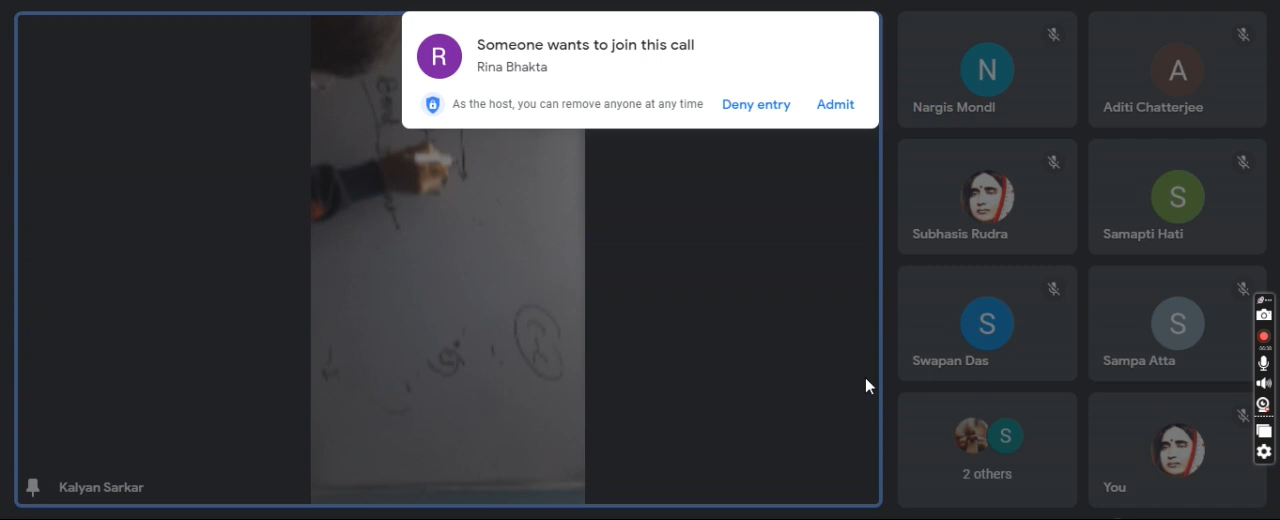 R
Someone wants to join this call
Rina Bhakta
As the host, you can remove anyone at any time
Deny entry
Admit
N
Nargis Mondl
A
Aditi Chatterjee
Subhasis Rudra
S
Samapti Hati
S
Swapan Das
S
Sampa Atta
S
2 others
You
Kalyan Sarkar